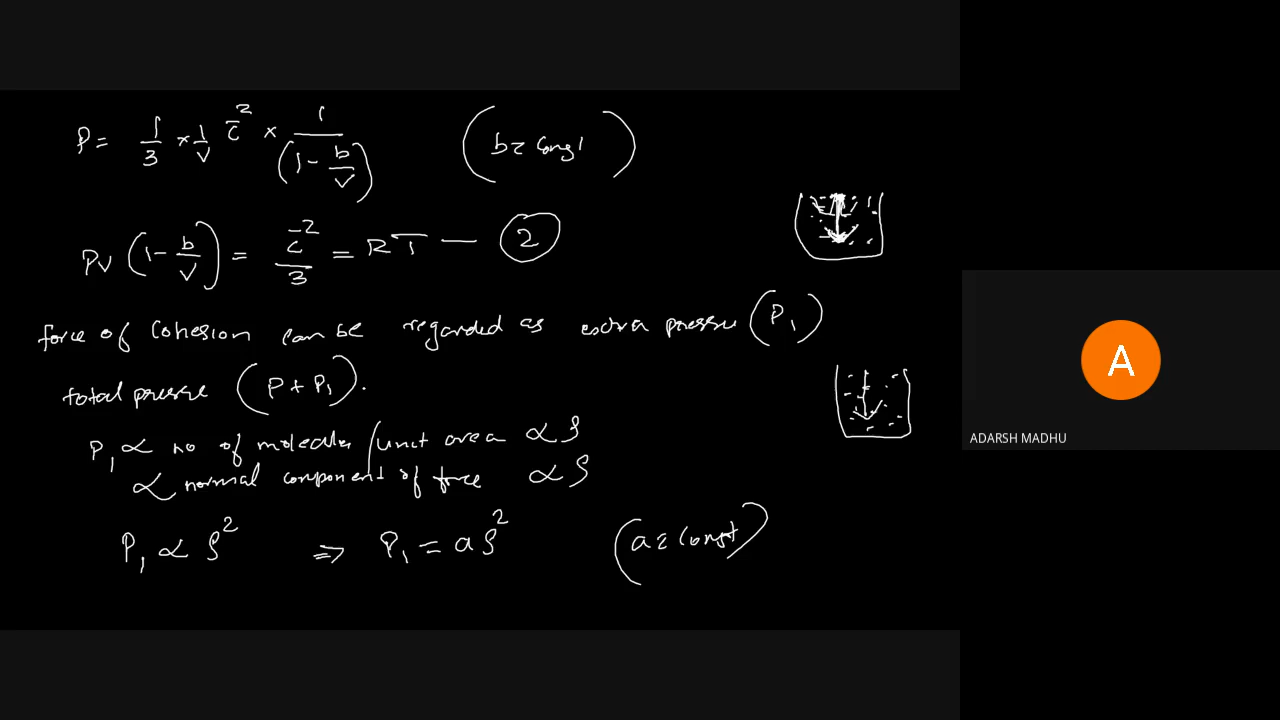 P = 1/3 × 1/V c̄² × 1/(1 - b/V) (b = const)
PV (1 - b/V) = c̄²/3 = RT — ②
force of Cohesion can be regarded as extra pressure (P₁)
total pressure (P + P₁).
P₁ ∝ no of molecules/unit area ∝ ρ
∝ normal component of force ∝ ρ
P₁ ∝ ρ² ⇒ P₁ = aρ² (a = const)
A
ADARSH MADHU